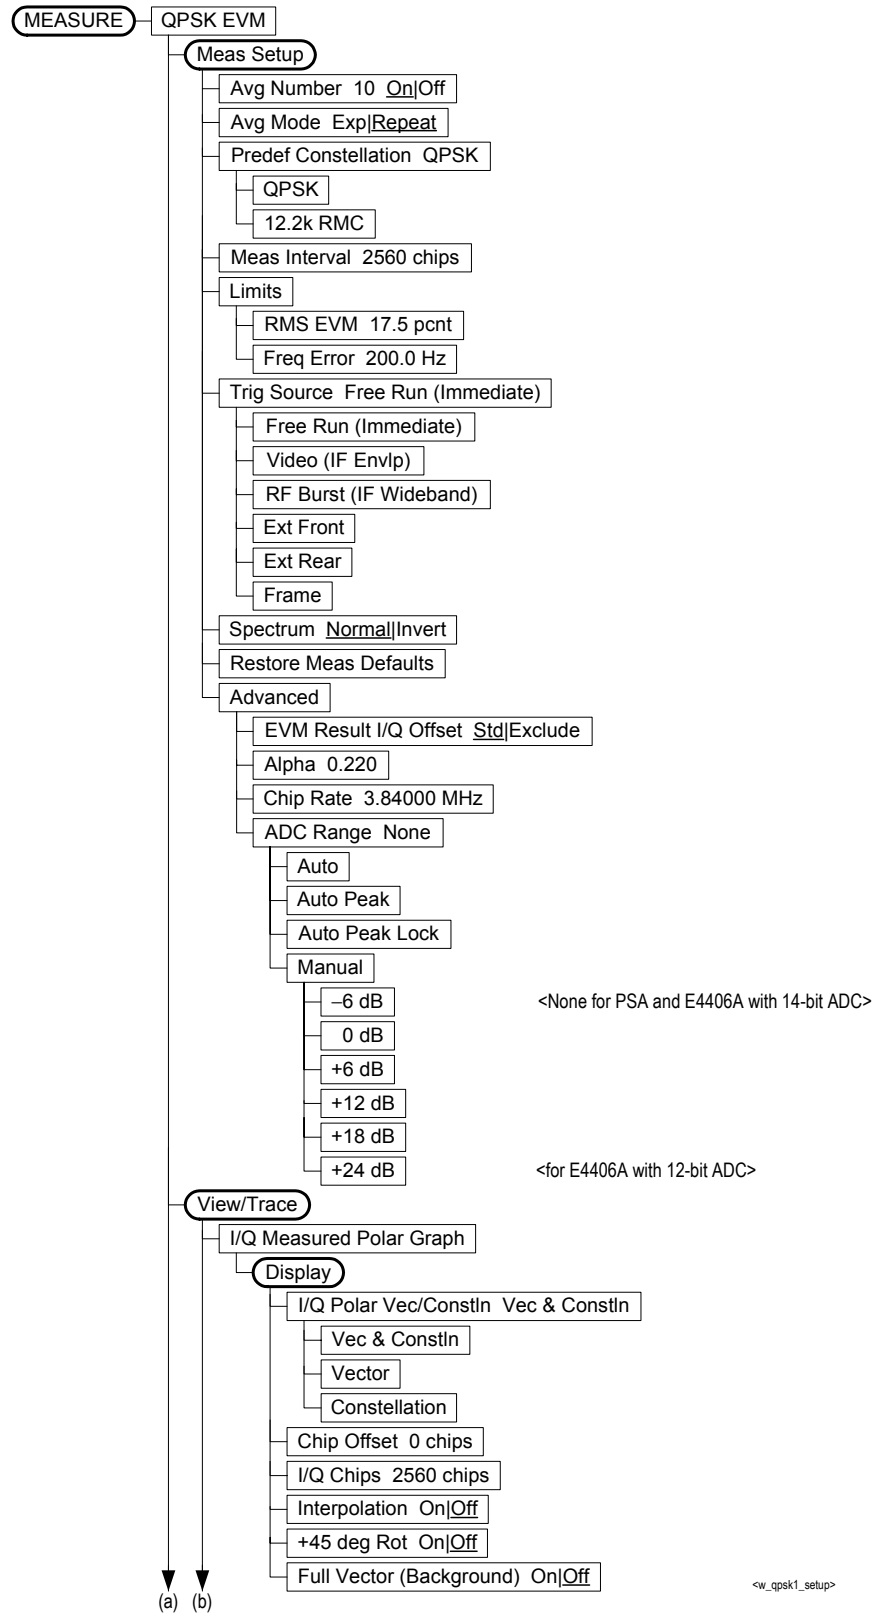 MEASURE QPSK EVM
Meas Setup
Avg Number 10 On|Off
Avg Mode Exp|Repeat
Predef Constellation QPSK
QPSK
12.2k RMC
Meas Interval 2560 chips
Limits
RMS EVM 17.5 pcnt
Freq Error 200.0 Hz
Trig Source Free Run (Immediate)
Free Run (Immediate)
Video (IF Envlp)
RF Burst (IF Wideband)
Ext Front
Ext Rear
Frame
Spectrum Normal|Invert
Restore Meas Defaults
Advanced
EVM Result I/Q Offset Std|Exclude
Alpha 0.220
Chip Rate 3.84000 MHz
ADC Range None
Auto
Auto Peak
Auto Peak Lock
Manual
–6 dB <None for PSA and E4406A with 14-bit ADC>
0 dB
+6 dB
+12 dB
+18 dB
+24 dB <for E4406A with 12-bit ADC>
View/Trace
I/Q Measured Polar Graph
Display
I/Q Polar Vec/Constln Vec & Constln
Vec & Constln
Vector
Constellation
Chip Offset 0 chips
I/Q Chips 2560 chips
Interpolation On|Off
+45 deg Rot On|Off
Full Vector (Background) On|Off
<w_qpsk1_setup>
(a) (b)